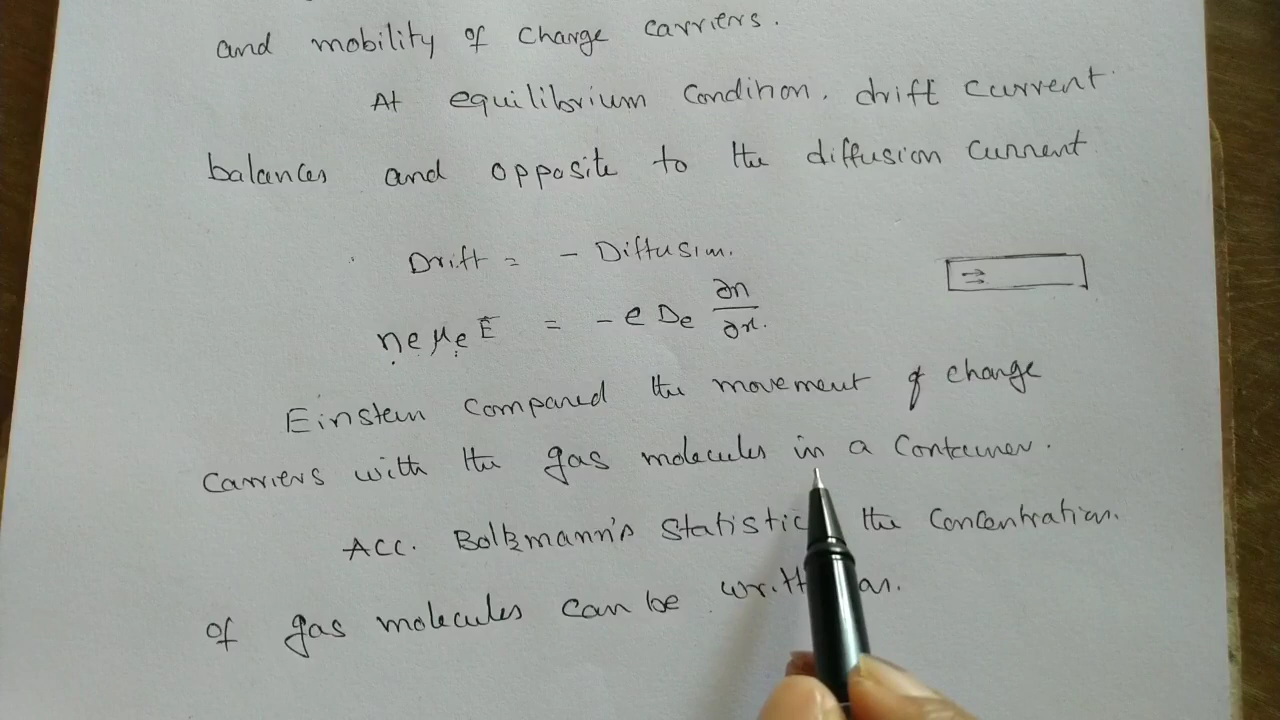 and mobility of charge carriers.
At equilibrium condition, drift current
balances and opposite to the diffusion current
Drift = - Diffusion.
neμeE = - e De ∂n/∂x.
Einstein compared the movement of charge
carriers with the gas molecules in a container.
Acc. Boltzmann's statistic the concentration.
of gas molecules can be writt as.